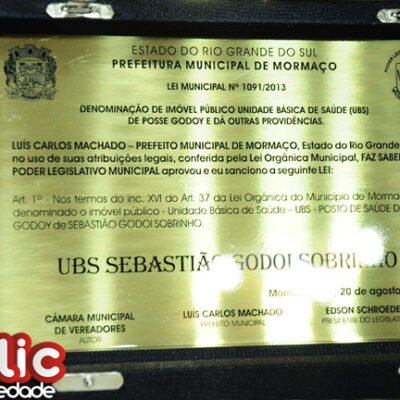 ESTADO DO RIO GRANDE DO SUL
PREFEITURA MUNICIPAL DE MORMAÇO
LEI MUNICIPAL Nº 1091/2013
DENOMINAÇÃO DE IMÓVEL PÚBLICO UNIDADE BÁSICA DE SAÚDE (UBS)
DE POSSE GODOY E DÁ OUTRAS PROVIDÊNCIAS.
LUÍS CARLOS MACHADO – PREFEITO MUNICIPAL DE MORMAÇO, Estado do Rio Grande
no uso de suas atribuições legais, conferida pela Lei Orgânica Municipal, FAZ SABE
PODER LEGISLATIVO MUNICIPAL aprovou e eu sanciono a seguinte LEI:
Art. 1º - Nos termos do inc. XVI do Art. 37 da Lei Orgânica do Município de Morma
denominado o imóvel público - Unidade Básica de Saúde – UBS - POSTO DE SAÚDE D
GODOY de SEBASTIÃO GODOI SOBRINHO.
UBS SEBASTIÃO GODOI SOBRINHO
Morm 20 de agosto
CÂMARA MUNICIPAL
DE VEREADORES
AUTOR
LUIS CARLOS MACHADO
PREFEITO MUNICIPAL
EDSON SCHROEDE
PRESIDENTE DO LEGISLATI
lic
iedade